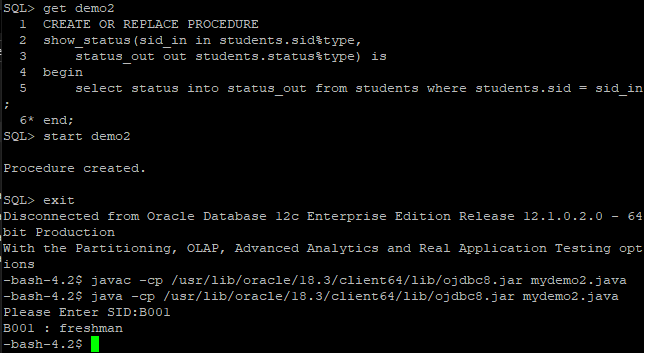 SQL> get demo2
  1  CREATE OR REPLACE PROCEDURE
  2  show_status(sid_in in students.sid%type,
  3      status_out out students.status%type) is
  4  begin
  5      select status into status_out from students where students.sid = sid_in
;
  6* end;
SQL> start demo2

Procedure created.

SQL> exit
Disconnected from Oracle Database 12c Enterprise Edition Release 12.1.0.2.0 - 64
bit Production
With the Partitioning, OLAP, Advanced Analytics and Real Application Testing opt
ions
-bash-4.2$ javac -cp /usr/lib/oracle/18.3/client64/lib/ojdbc8.jar mydemo2.java
-bash-4.2$ java -cp /usr/lib/oracle/18.3/client64/lib/ojdbc8.jar mydemo2.java
Please Enter SID:B001
B001 : freshman
-bash-4.2$